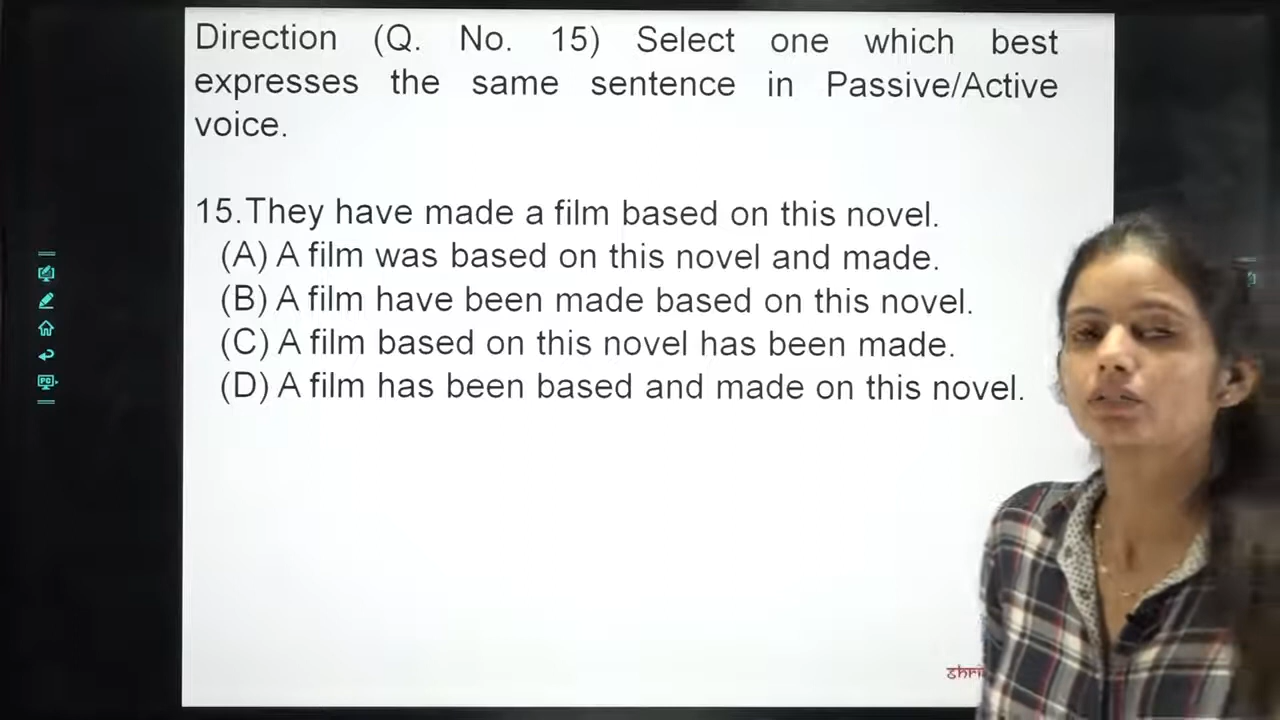 Direction (Q. No. 15) Select one which best
expresses the same sentence in Passive/Active
voice.
15.They have made a film based on this novel.
(A) A film was based on this novel and made.
(B) A film have been made based on this novel.
(C) A film based on this novel has been made.
(D) A film has been based and made on this novel.